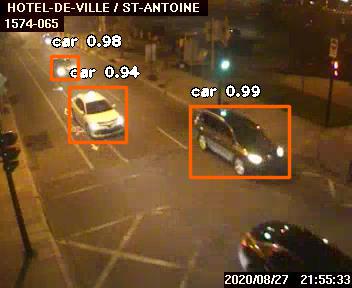 HOTEL-DE-VILLE / ST-ANTOINE
1574-065
car 0.98
car 0.94
car 0.99
2020/08/27 21:55:33